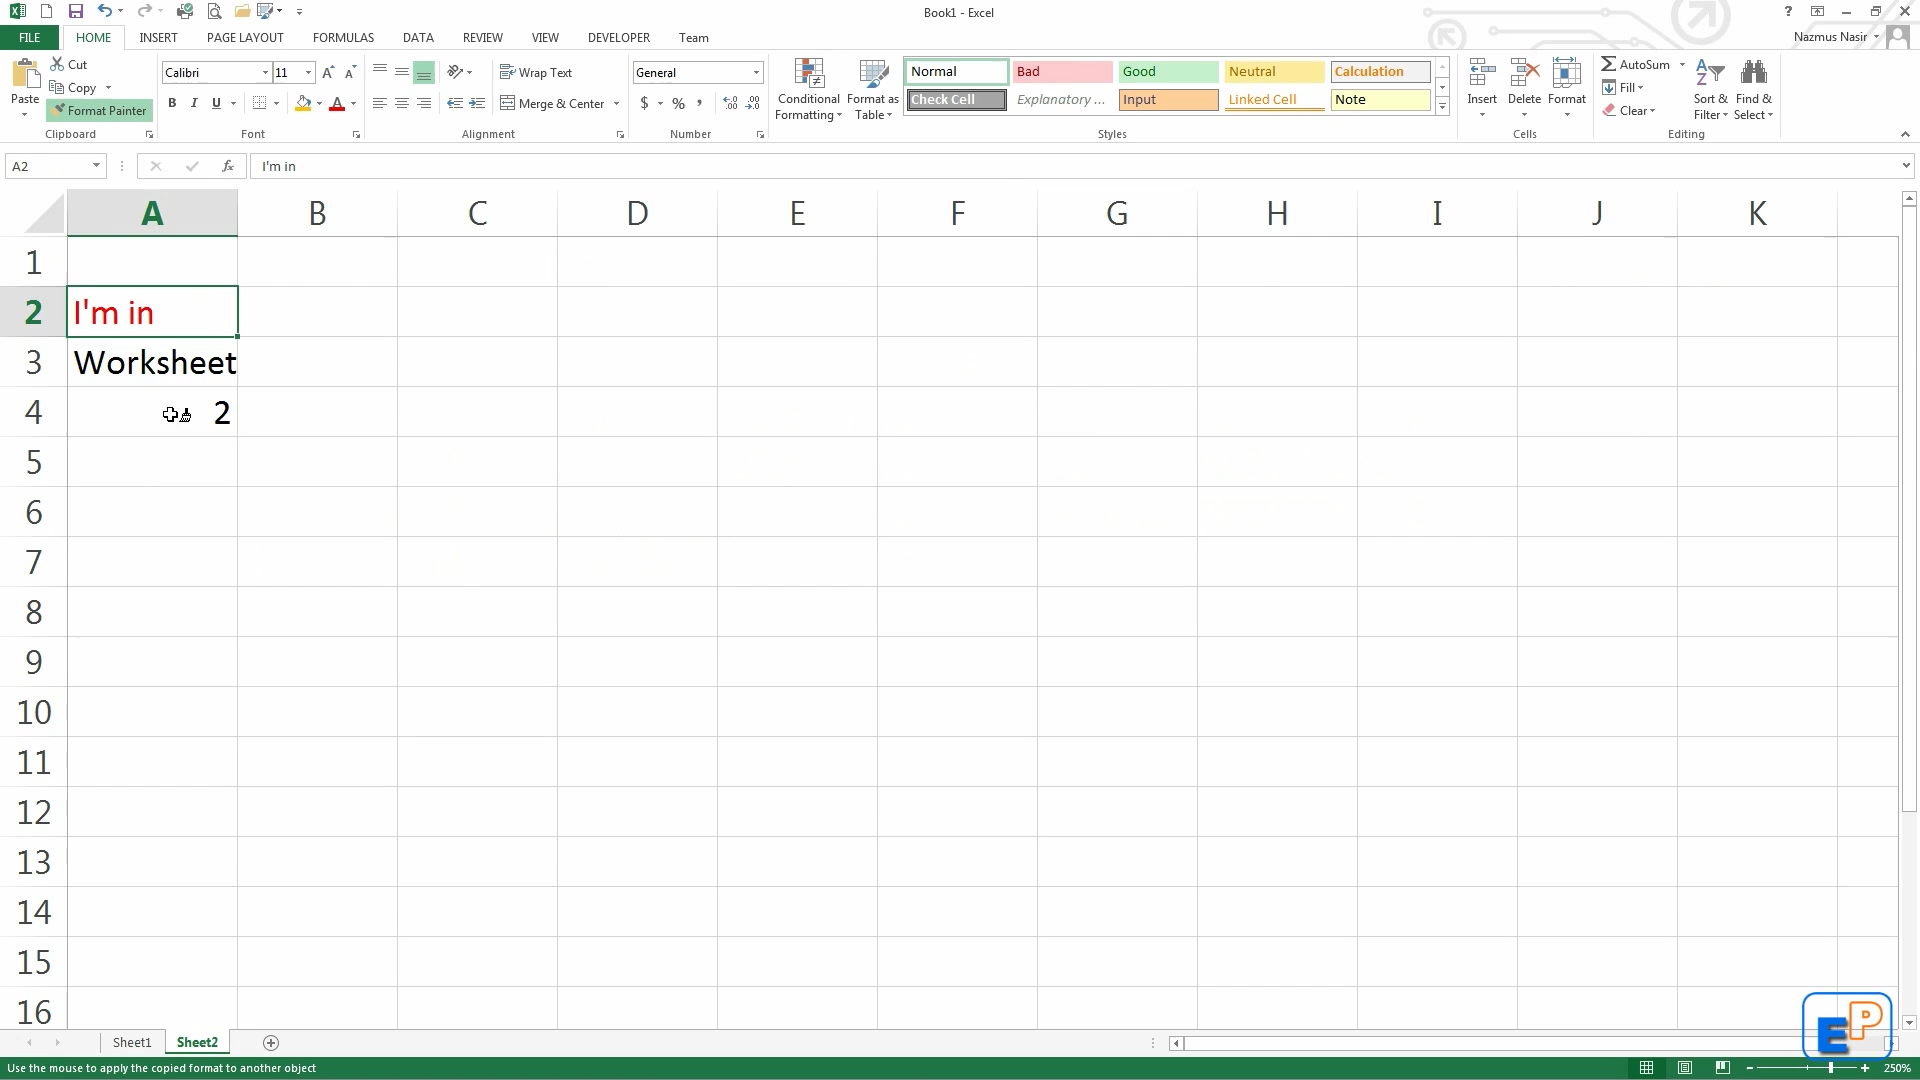 Book1 - Excel
?
Nazmus Nasir
FILE HOME INSERT PAGE LAYOUT FORMULAS DATA REVIEW VIEW DEVELOPER Team
Paste
Cut
Copy
Format Painter
Clipboard
Calibri 11
B I U
Font
Wrap Text
Merge & Center
Alignment
General
$ % ,
Number
Conditional Formatting
Format as Table
Normal Bad Good Neutral Calculation
Check Cell Explanatory ... Input Linked Cell Note
Styles
Insert Delete Format
Cells
AutoSum
Fill
Clear
Sort & Filter
Find & Select
Editing
A2 fx I'm in
A B C D E F G H I J K
1
2 I'm in
3 Worksheet
4 2
5
6
7
8
9
10
11
12
13
14
15
16
Sheet1 Sheet2
EP
Use the mouse to apply the copied format to another object
250%